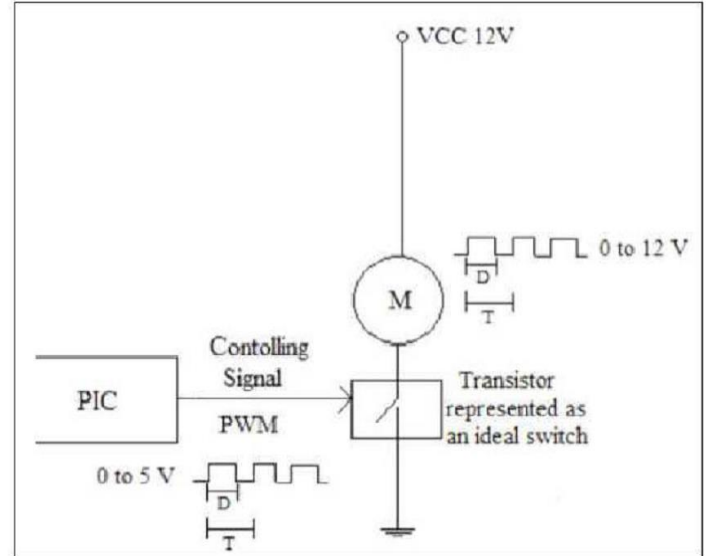 VCC 12V
0 to 12 V
D
T
M
Contolling
Signal
PIC
PWM
Transistor
represented as
an ideal switch
0 to 5 V
D
T